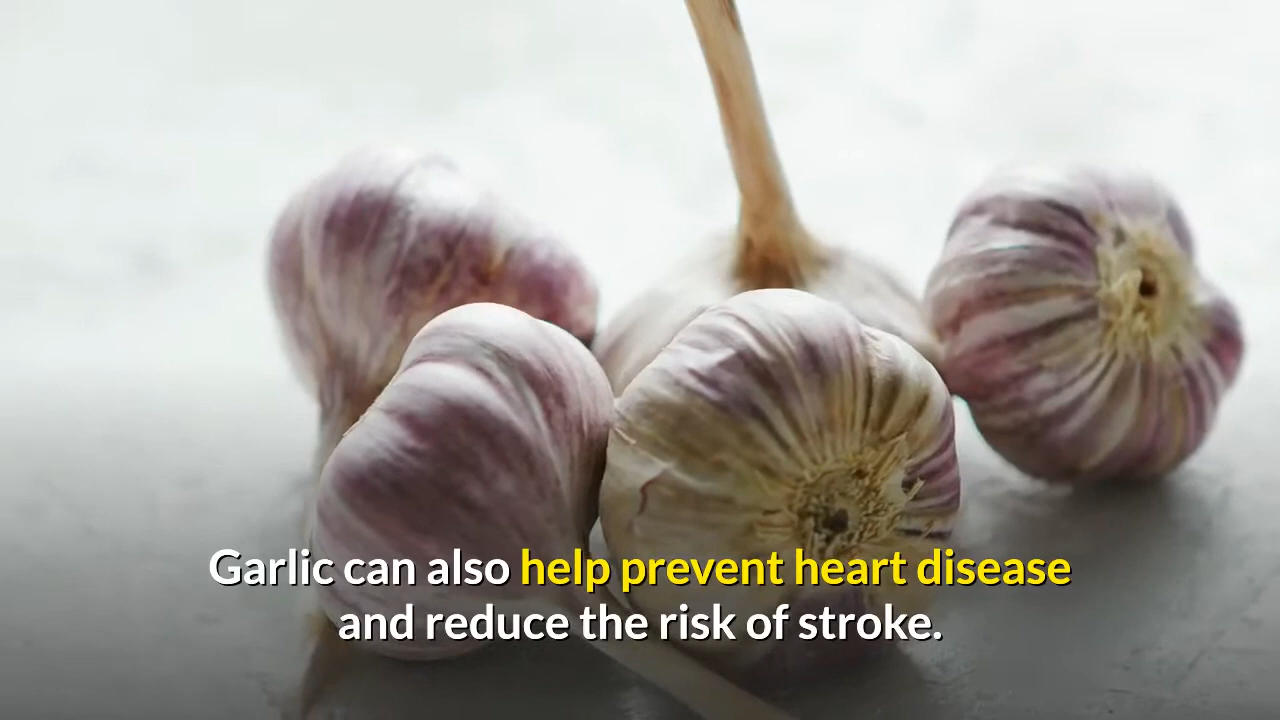 Garlic can also help prevent heart disease
and reduce the risk of stroke.